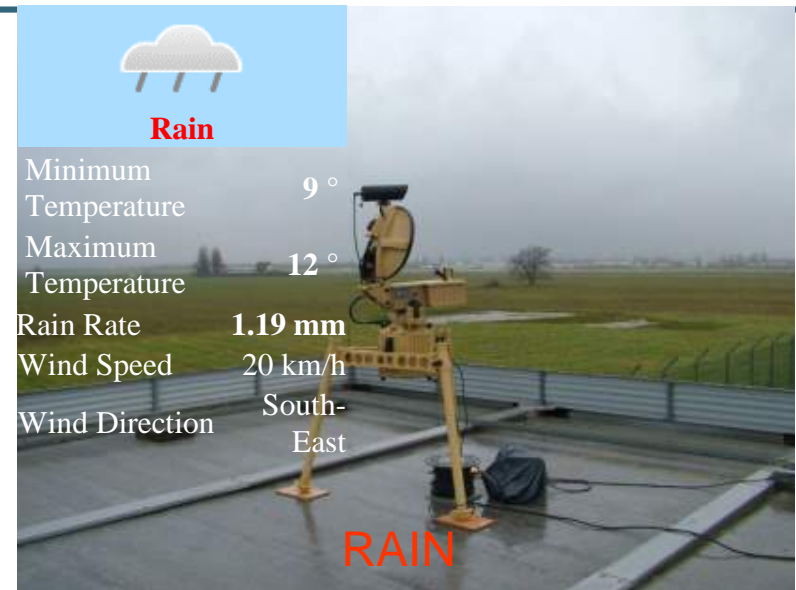 Rain
Minimum
Temperature
9 °
Maximum
Temperature
12 °
Rain Rate 1.19 mm
Wind Speed 20 km/h
Wind Direction
South-
East
RAIN